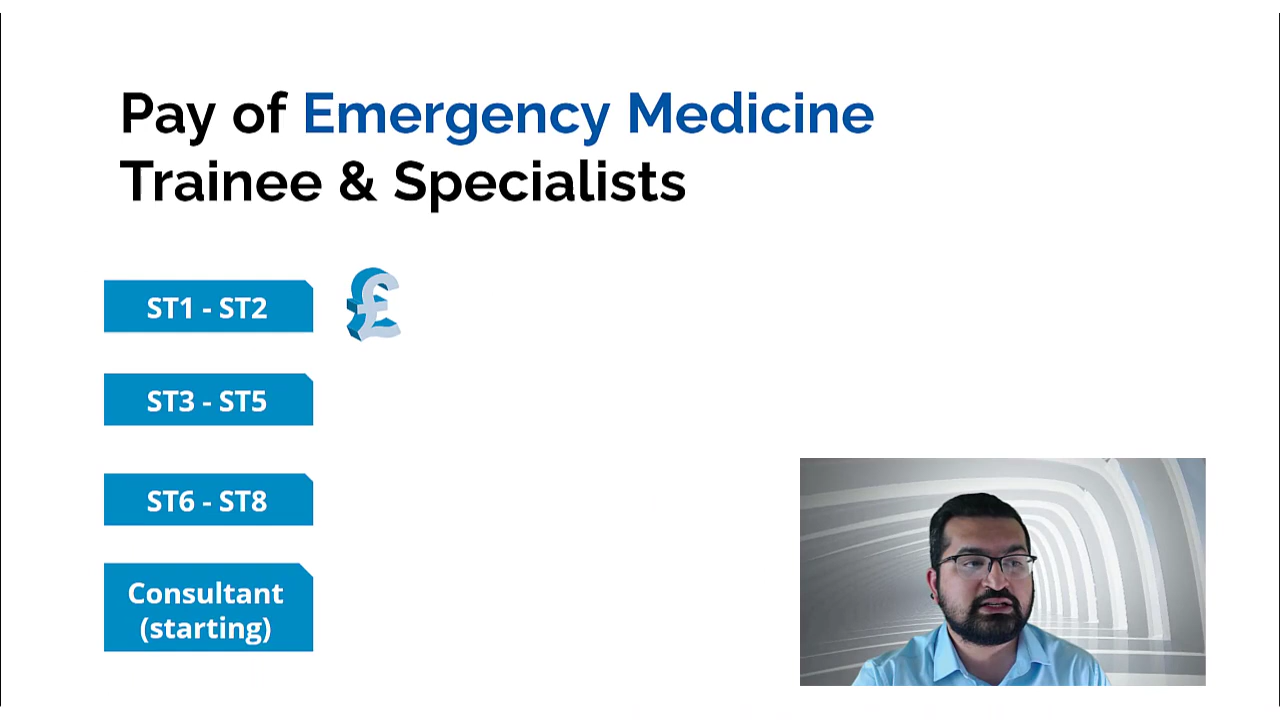 Pay of Emergency Medicine
Trainee & Specialists
ST1 - ST2
£
ST3 - ST5
ST6 - ST8
Consultant
(starting)